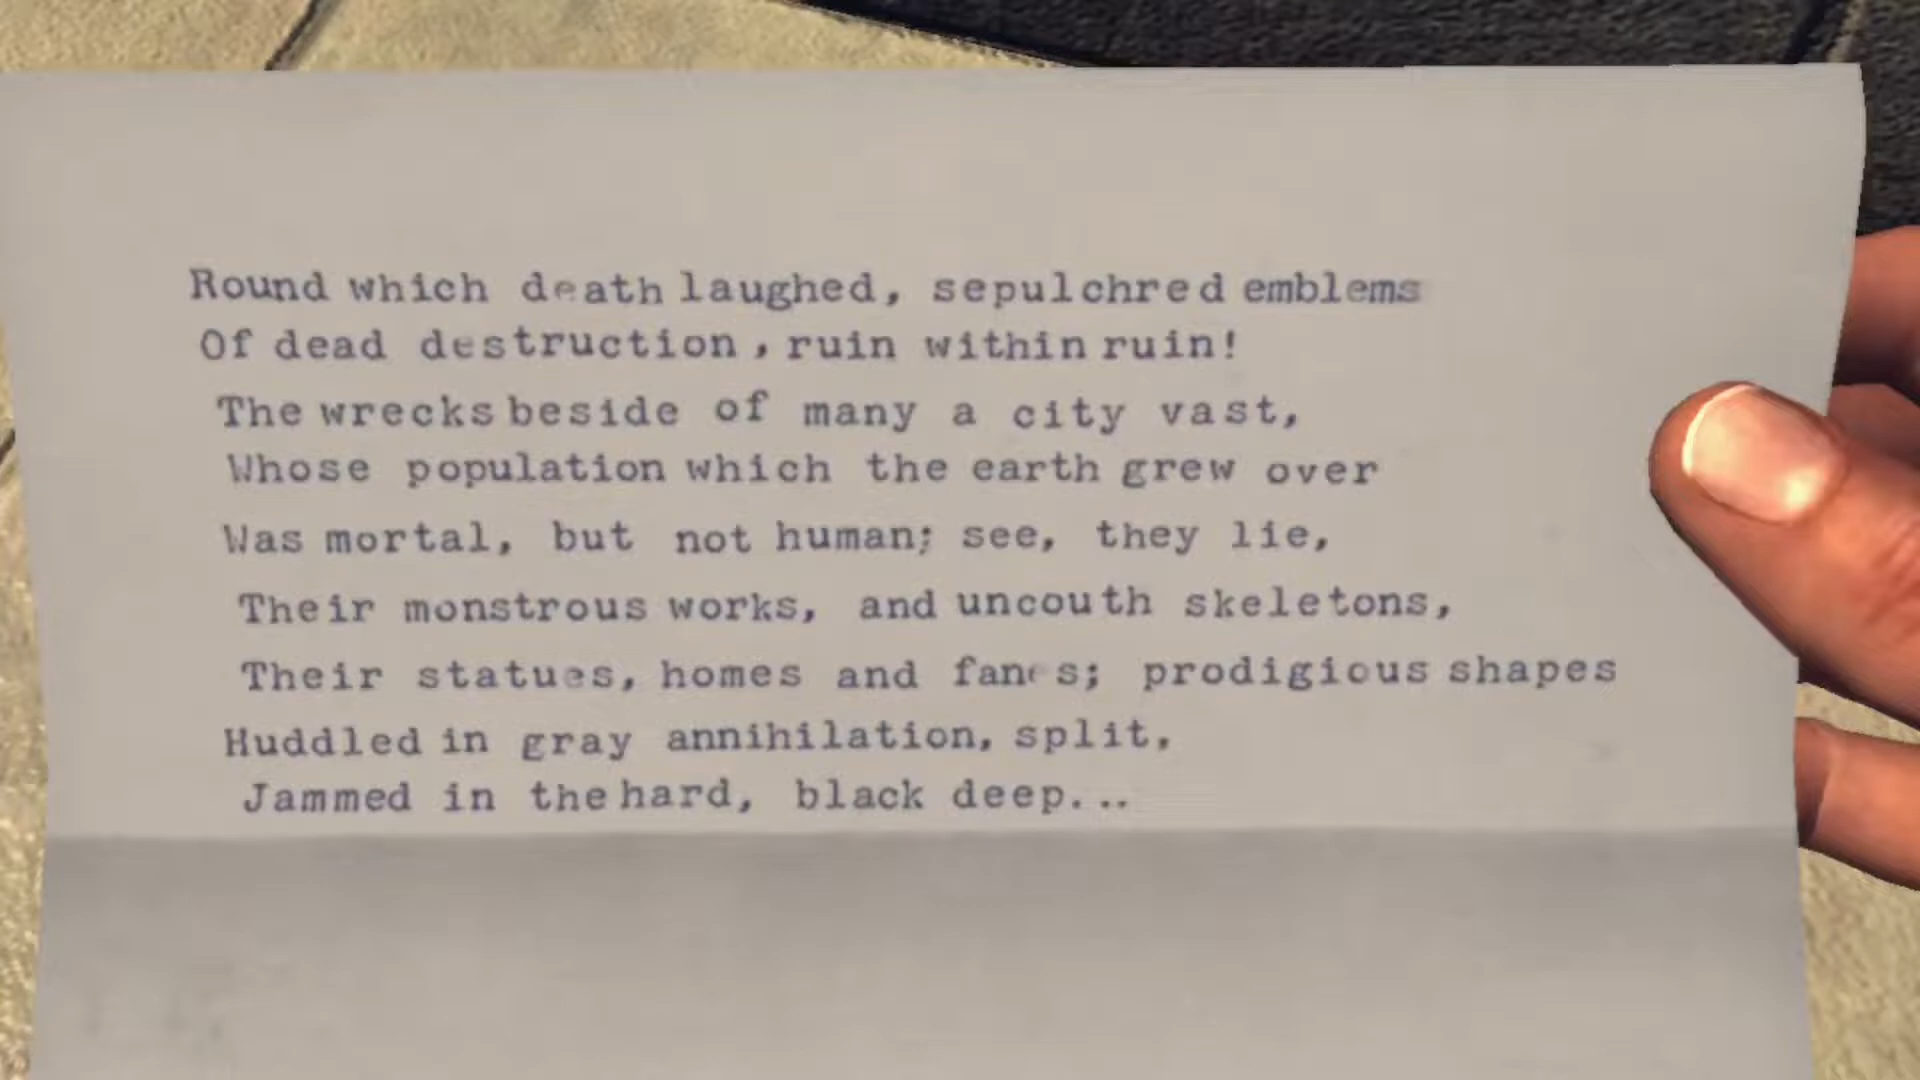 Round which death laughed, sepulchred emblems
Of dead destruction, ruin within ruin!
The wrecks beside of many a city vast,
Whose population which the earth grew over
Was mortal, but not human; see, they lie,
Their monstrous works, and uncouth skeletons,
Their statues, homes and fanes; prodigious shapes
Huddled in gray annihilation, split,
Jammed in the hard, black deep...